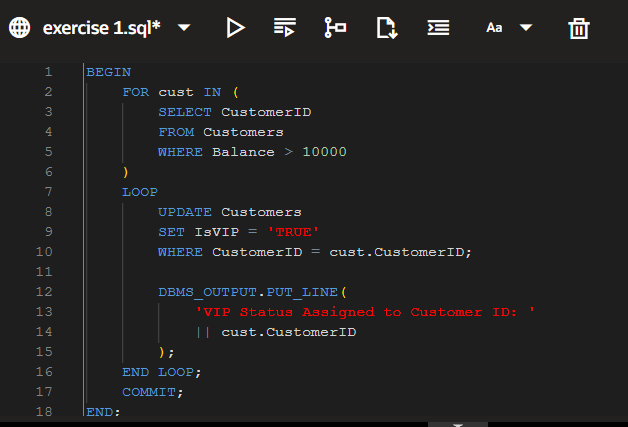 exercise 1.sql*
Aa
1 BEGIN
2 FOR cust IN (
3 SELECT CustomerID
4 FROM Customers
5 WHERE Balance > 10000
6 )
7 LOOP
8 UPDATE Customers
9 SET IsVIP = 'TRUE'
10 WHERE CustomerID = cust.CustomerID;
11
12 DBMS_OUTPUT.PUT_LINE(
13 'VIP Status Assigned to Customer ID: '
14 || cust.CustomerID
15 );
16 END LOOP;
17 COMMIT;
18 END;